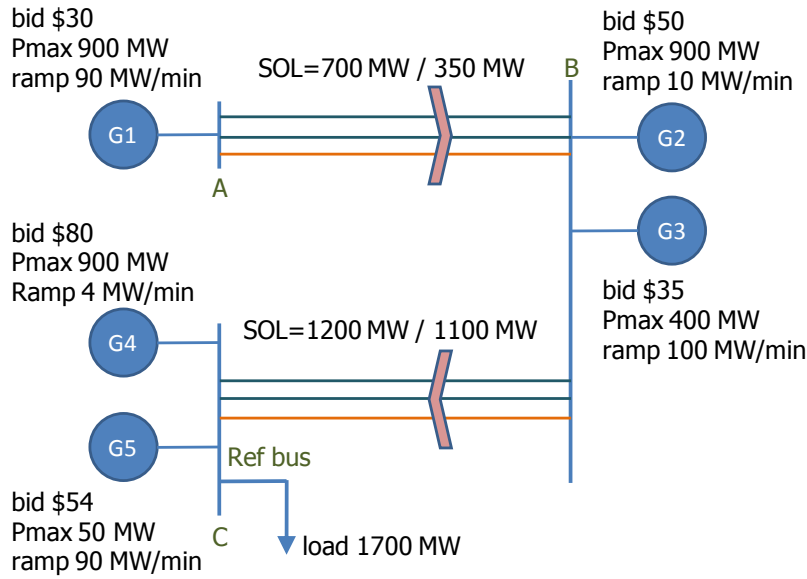 bid $30
Pmax 900 MW
ramp 90 MW/min
G1
A
SOL=700 MW / 350 MW
B
bid $50
Pmax 900 MW
ramp 10 MW/min
G2
G3
bid $35
Pmax 400 MW
ramp 100 MW/min
bid $80
Pmax 900 MW
Ramp 4 MW/min
G4
SOL=1200 MW / 1100 MW
G5
Ref bus
bid $54
Pmax 50 MW
ramp 90 MW/min
C
load 1700 MW